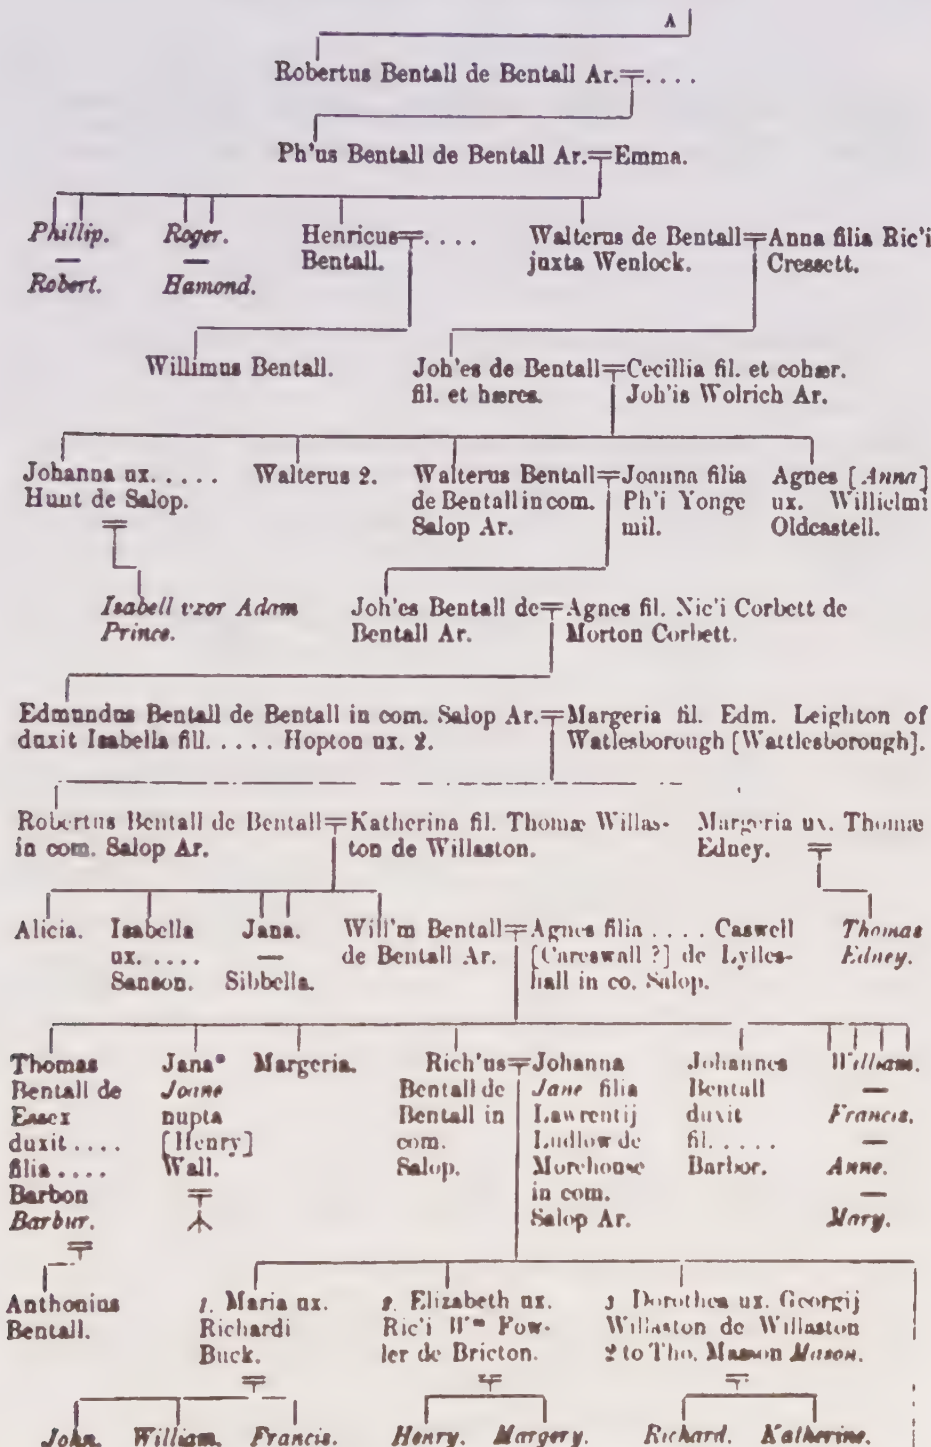 A
Robertus Bentall de Bentall Ar.=. . . .
Ph'us Bentall de Bentall Ar.=Emma.
Phillip. Roger. Henricus=. . . . Walterus de Bentall=Anna filia Ric'i
— — Bentall. juxta Wenlock. Cressett.
Robert. Hamond.
Willimus Bentall. Joh'es de Bentall=Cecillia fil. et cohær.
fil. et hæres. Joh'is Wolrich Ar.
Johanna ux. . . . . Walterus 2. Walterus Bentall=Joanna filia Agnes [Anna]
Hunt de Salop. de Bentall in com. Ph'i Yonge ux. Willielmi
Salop Ar. mil. Oldcastell.
Isabell vxor Adam Joh'es Bentall de=Agnes fil. Nic'i Corbett de
Prince. Bentall Ar. Morton Corbett.
Edmundus Bentall de Bentall in com. Salop Ar.=Margeria fil. Edm. Leighton of
duxit Isabella fill. . . . . Hopton ux. 2. Watlesborough [Wattlesborough].
Robertus Bentall de Bentall=Katherina fil. Thomæ Willas- Margeria ux. Thomæ
in com. Salop Ar. ton de Willaston. Edney.
Alicia. Isabella Jana. Will'm Bentall=Agnes filia . . . . Caswell Thomas
ux. . . . . — de Bentall Ar. [Careswall ?] de Lylles- Edney.
Sanson. Sibbella. hall in co. Salop.
Thomas Jana* Margeria. Rich'us=Johanna Johannes William.
Bentall de Joane Bentall de Jane filia Bentall —
Essex nupta Bentall in Lawrentij duxit Francis.
duxit . . . . [Henry] com. Ludlow de fil. . . . . —
filia . . . . Wall. Salop. Morehouse Barbor. Anne.
Barbon in com. —
Barbur. Salop Ar. Mary.
Anthonius 1. Maria ux. 2. Elizabeth ux. 3 Dorothea ux. Georgij
Bentall. Richardi Ric'i Wm Fow- Willaston de Willaston
Buck. ler de Bricton. 2 to Tho. Masson Mason.
John. William. Francis. Henry. Margery. Richard. Katherine.